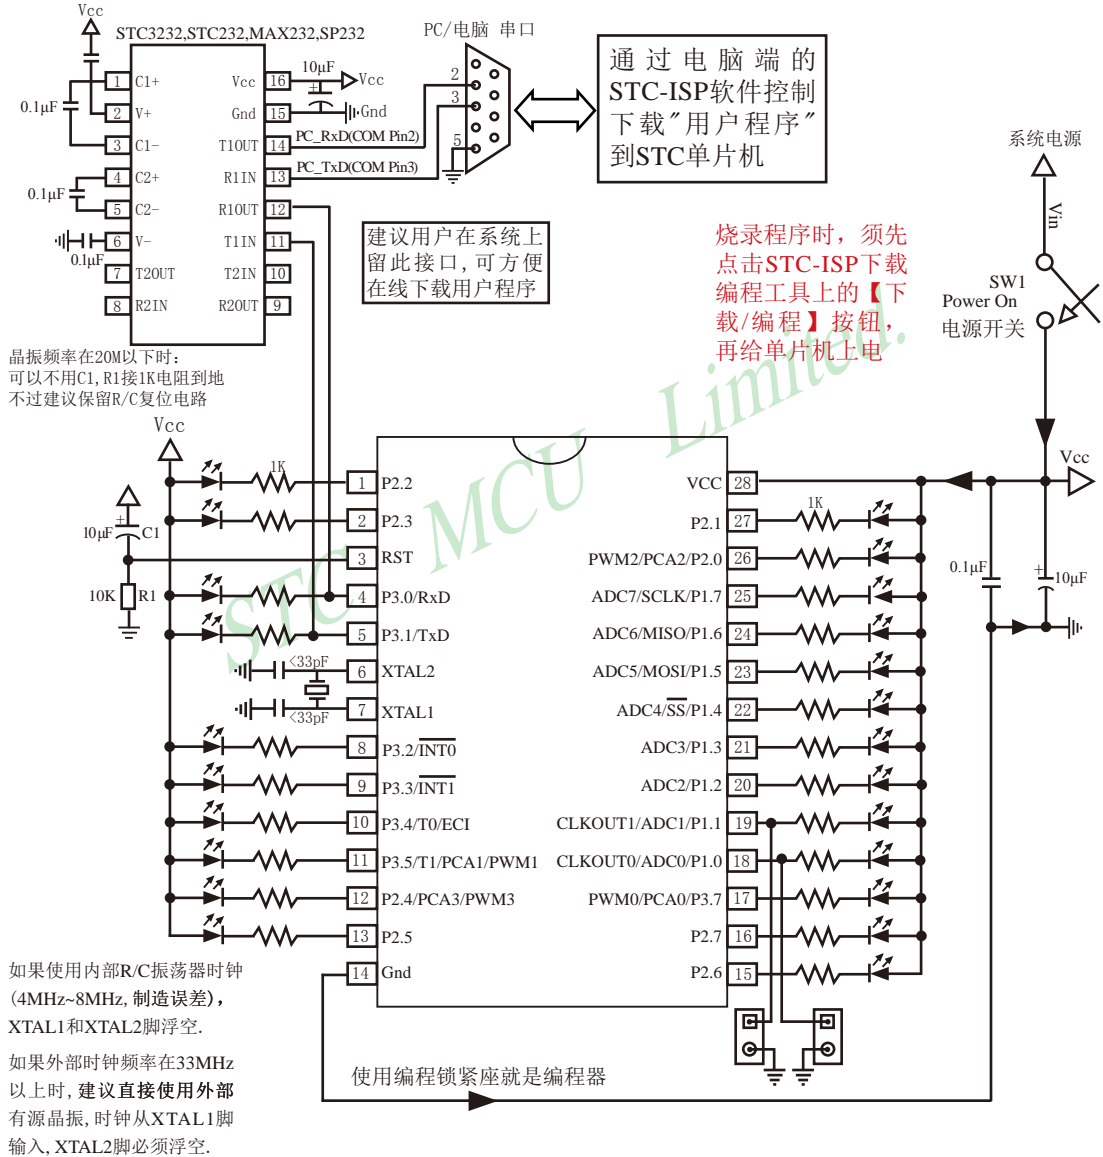 Vcc
STC3232,STC232,MAX232,SP232
PC/电脑 串口
1 C1+
2 V+
3 C1-
4 C2+
5 C2-
6 V-
7 T2OUT
8 R2IN
Vcc 16
Gnd 15
T1OUT 14
R1IN 13
R1OUT 12
T1IN 11
T2IN 10
R2OUT 9
0.1μF
0.1μF
0.1μF
10μF
+
Vcc
Gnd
PC_RxD(COM Pin2)
PC_TxD(COM Pin3)
2
3
5
通过电脑端的
STC-ISP软件控制
下载″用户程序″
到STC单片机
建议用户在系统上
留此接口,可方便
在线下载用户程序
烧录程序时，须先
点击STC-ISP下载
编程工具上的【下
载/编程】按钮，
再给单片机上电
系统电源
Vin
SW1
Power On
电源开关
Vcc
0.1μF
+
10μF
晶振频率在20M以下时:
可以不用C1,R1接1K电阻到地
不过建议保留R/C复位电路
Vcc
10μF
+
C1
10K
R1
1K
<33pF
<33pF
1 P2.2
2 P2.3
3 RST
4 P3.0/RxD
5 P3.1/TxD
6 XTAL2
7 XTAL1
8 P3.2/INT0
9 P3.3/INT1
10 P3.4/T0/ECI
11 P3.5/T1/PCA1/PWM1
12 P2.4/PCA3/PWM3
13 P2.5
14 Gnd
VCC 28
P2.1 27
PWM2/PCA2/P2.0 26
ADC7/SCLK/P1.7 25
ADC6/MISO/P1.6 24
ADC5/MOSI/P1.5 23
ADC4/SS/P1.4 22
ADC3/P1.3 21
ADC2/P1.2 20
CLKOUT1/ADC1/P1.1 19
CLKOUT0/ADC0/P1.0 18
PWM0/PCA0/P3.7 17
P2.7 16
P2.6 15
1K
STC MCU Limited.
如果使用内部R/C振荡器时钟
(4MHz~8MHz,制造误差)，
XTAL1和XTAL2脚浮空.
如果外部时钟频率在33MHz
以上时,建议直接使用外部
有源晶振,时钟从XTAL1脚
输入,XTAL2脚必须浮空.
使用编程锁紧座就是编程器